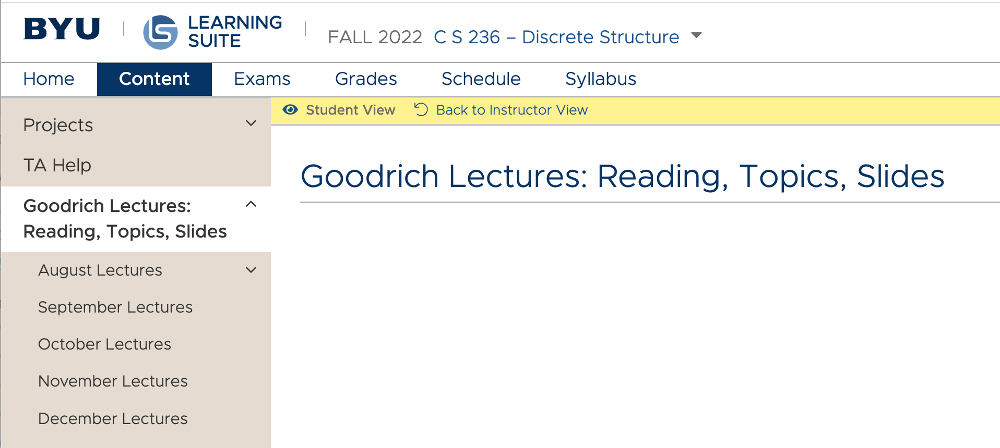 BYU
LEARNING
SUITE
FALL 2022 C S 236 – Discrete Structure
Home Content Exams Grades Schedule Syllabus
Student View Back to Instructor View
Projects
TA Help
Goodrich Lectures:
Reading, Topics, Slides
August Lectures
September Lectures
October Lectures
November Lectures
December Lectures
Goodrich Lectures: Reading, Topics, Slides